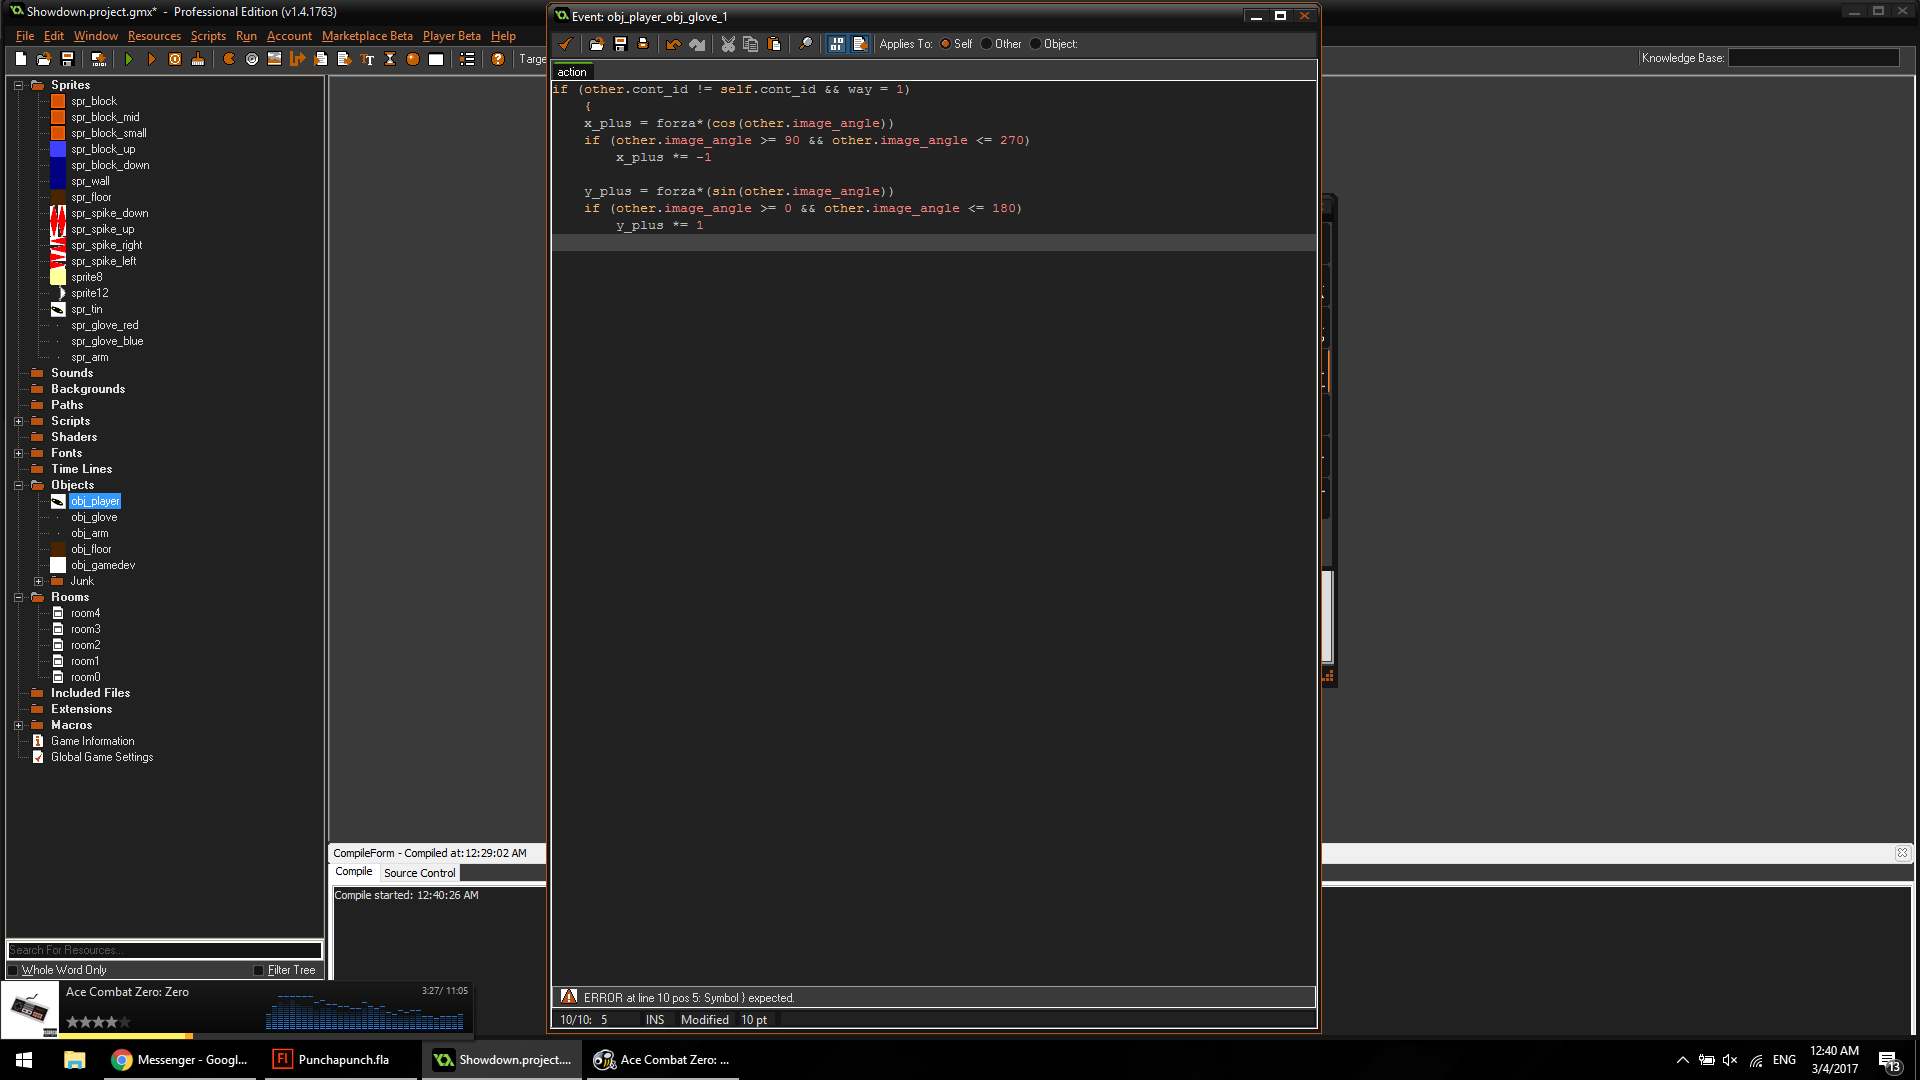 Showdown.project.gmx*  -  Professional Edition (v1.4.1763)
File Edit Window Resources Scripts Run Account Marketplace Beta Player Beta Help
Targe
Knowledge Base:
Sprites
spr_block
spr_block_mid
spr_block_small
spr_block_up
spr_block_down
spr_wall
spr_floor
spr_spike_down
spr_spike_up
spr_spike_right
spr_spike_left
sprite8
sprite12
spr_tin
spr_glove_red
spr_glove_blue
spr_arm
Sounds
Backgrounds
Paths
Scripts
Shaders
Fonts
Time Lines
Objects
obj_player
obj_glove
obj_arm
obj_floor
obj_gamedev
Junk
Rooms
room4
room3
room2
room1
room0
Included Files
Extensions
Macros
Game Information
Global Game Settings
Search For Resources...
Whole Word Only Filter Tree
Event: obj_player_obj_glove_1
Applies To: Self Other Object:
action
if (other.cont_id != self.cont_id && way = 1)
{
x_plus = forza*(cos(other.image_angle))
if (other.image_angle >= 90 && other.image_angle <= 270)
x_plus *= -1
y_plus = forza*(sin(other.image_angle))
if (other.image_angle >= 0 && other.image_angle <= 180)
y_plus *= 1
ERROR at line 10 pos 5: Symbol } expected.
10/10: 5 INS Modified 10 pt
CompileForm - Compiled at:12:29:02 AM
Compile Source Control
Compile started: 12:40:26 AM
Ace Combat Zero: Zero 3:27/ 11:05
Messenger - Googl...
Punchapunch.fla
Showdown.project....
Ace Combat Zero: ...
ENG
12:40 AM
3/4/2017
13